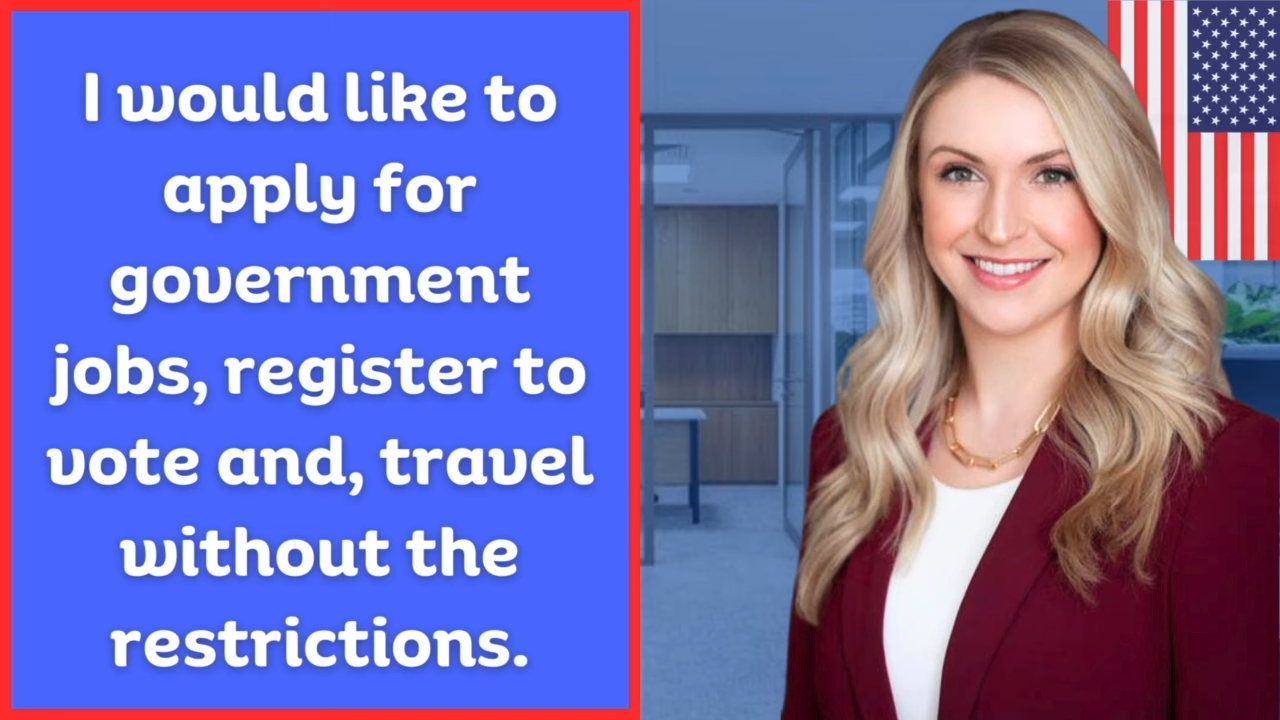 I would like to
apply for
government
jobs, register to
vote and, travel
without the
restrictions.